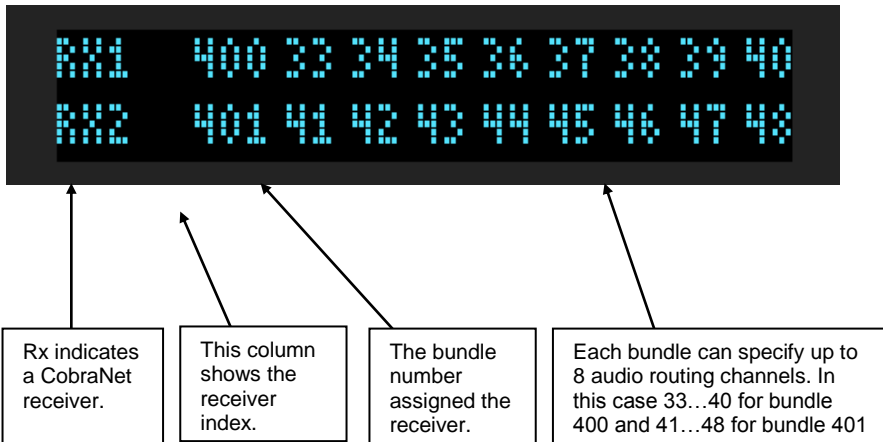 RX1 400 33 34 35 36 37 38 39 40
RX2 401 41 42 43 44 45 46 47 48
Rx indicates
a CobraNet
receiver.
This column
shows the
receiver
index.
The bundle
number
assigned the
receiver.
Each bundle can specify up to
8 audio routing channels. In
this case 33…40 for bundle
400 and 41…48 for bundle 401